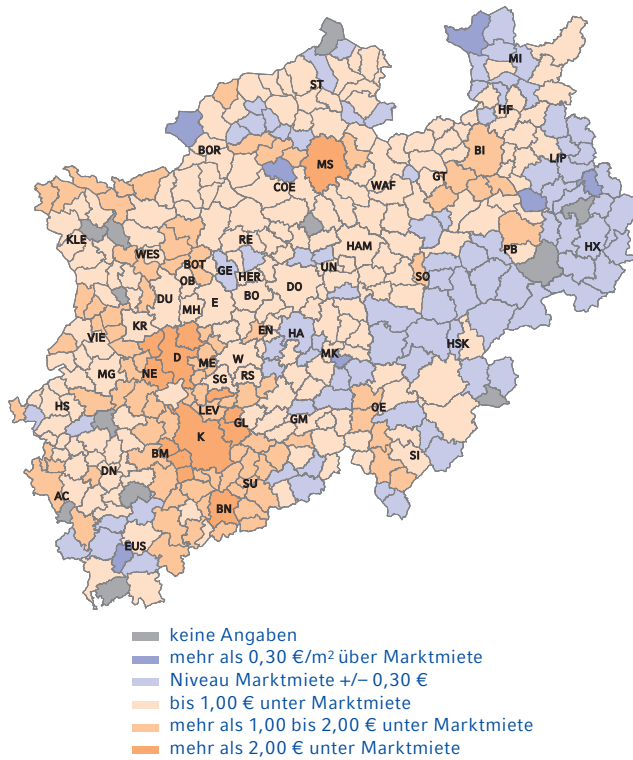 MI
ST
HF
BOR
MS
BI
LIP
COE
WAF
GT
KLE
RE
HAM
PB
HX
WES
BOT
GE
HER
UN
SO
OB
DU
MH
E
BO
DO
KR
EN
HA
VIE
D
MK
HSK
MG
NE
ME
W
SG
RS
HS
LEV
OE
K
GL
GM
BM
SI
DN
SU
AC
BN
EUS
keine Angaben
mehr als 0,30 €/m² über Marktmiete
Niveau Marktmiete +/− 0,30 €
bis 1,00 € unter Marktmiete
mehr als 1,00 bis 2,00 € unter Marktmiete
mehr als 2,00 € unter Marktmiete